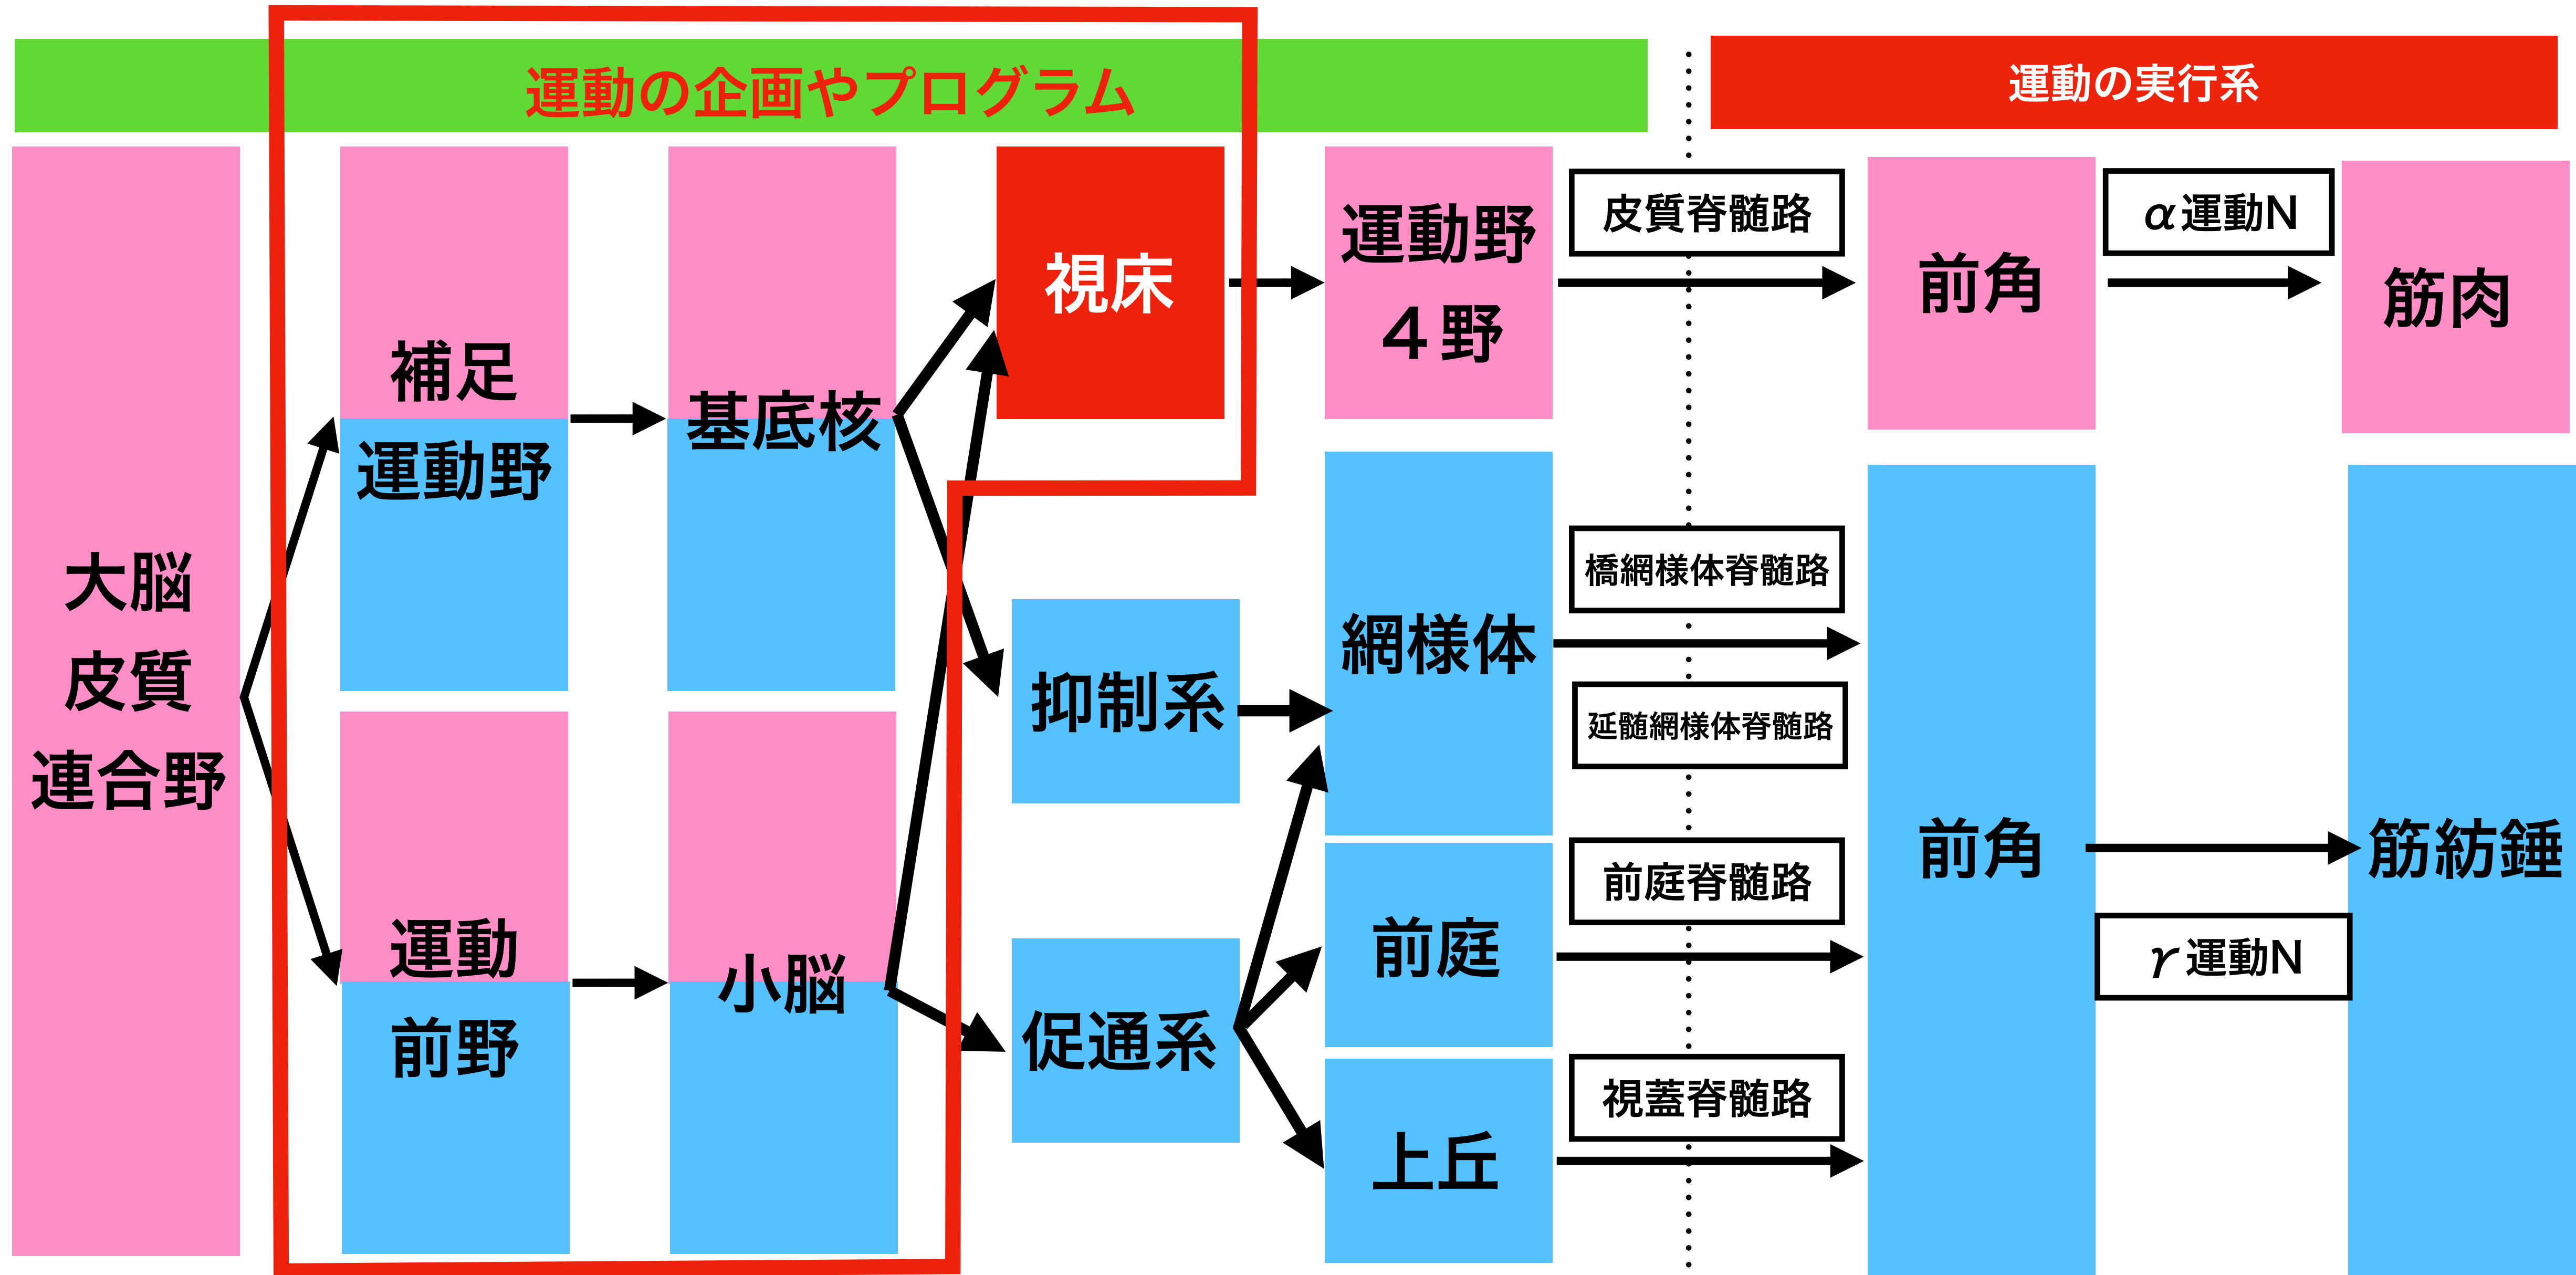 運動の企画やプログラム
運動の実行系
大脳
皮質
連合野
補足
運動野
基底核
視床
運動野
４野
皮質脊髄路
前角
α運動N
筋肉
運動
前野
小脳
抑制系
促通系
網様体
前庭
上丘
橋網様体脊髄路
延髄網様体脊髄路
前庭脊髄路
視蓋脊髄路
前角
r運動N
筋紡錘